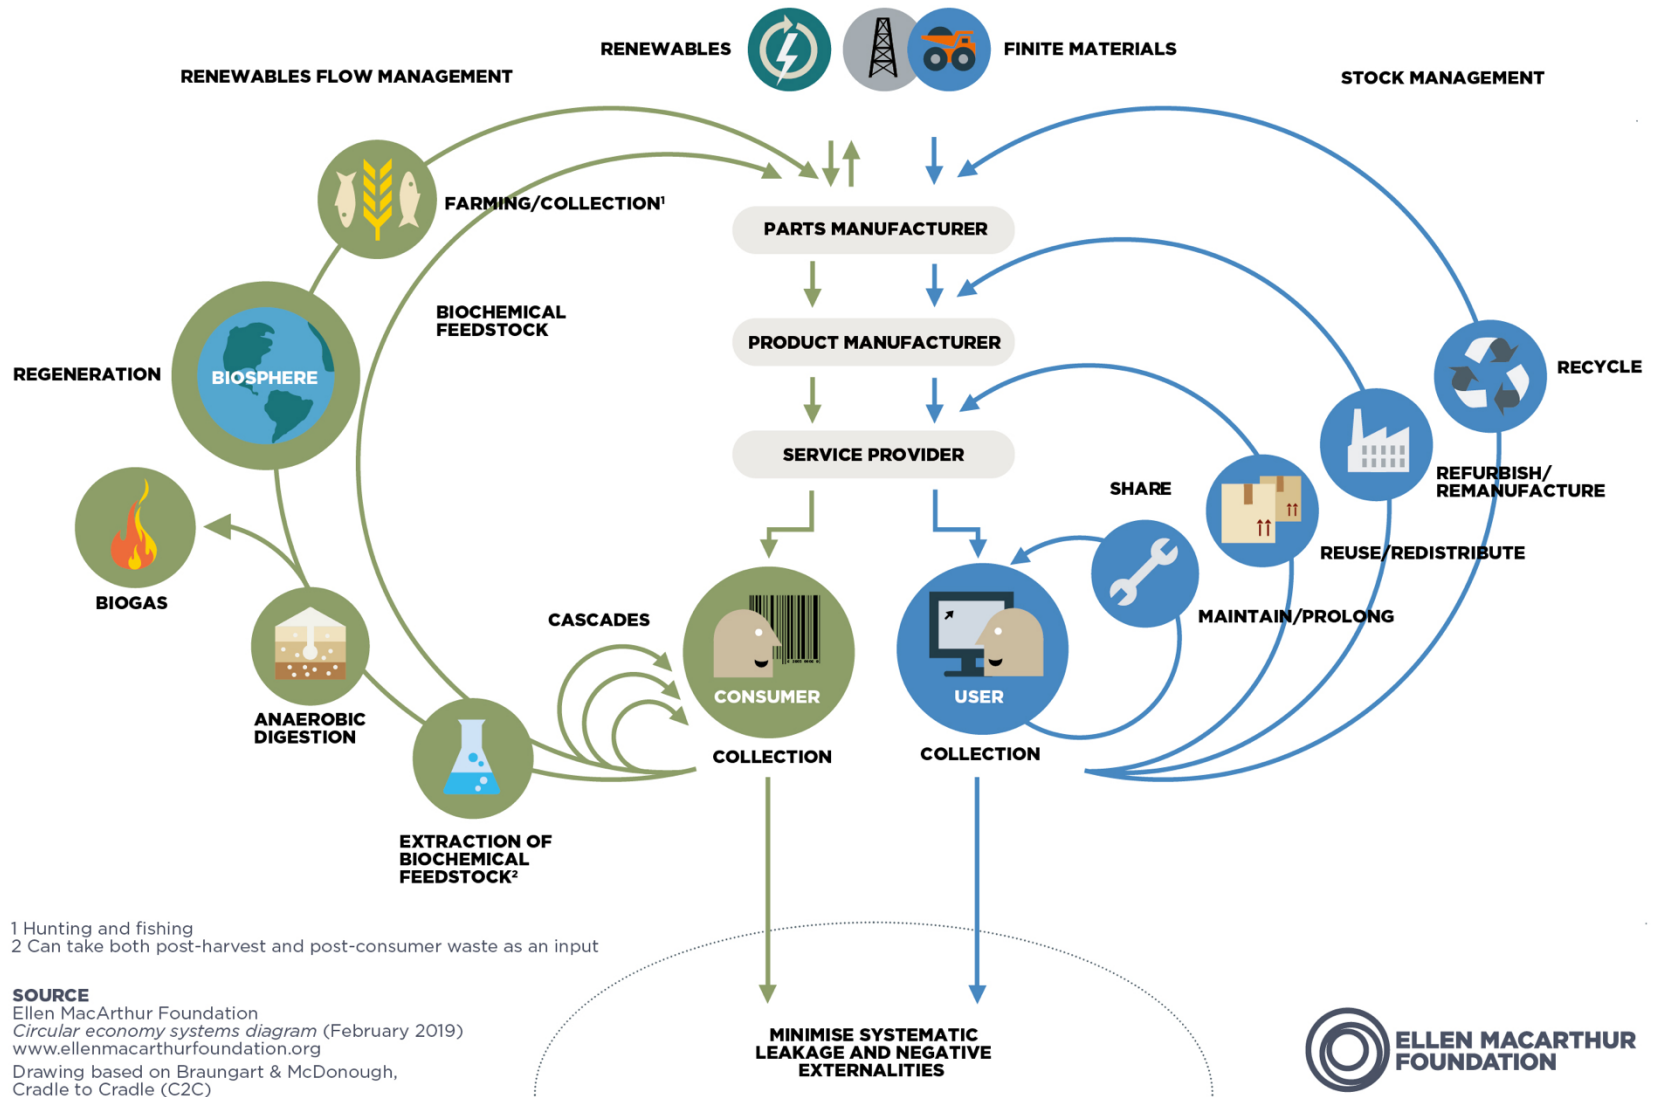 RENEWABLES
FINITE MATERIALS
RENEWABLES FLOW MANAGEMENT
STOCK MANAGEMENT
FARMING/COLLECTION¹
PARTS MANUFACTURER
BIOCHEMICAL
FEEDSTOCK
PRODUCT MANUFACTURER
REGENERATION
BIOSPHERE
RECYCLE
SERVICE PROVIDER
SHARE
REFURBISH/
REMANUFACTURE
REUSE/REDISTRIBUTE
BIOGAS
CASCADES
MAINTAIN/PROLONG
CONSUMER
USER
ANAEROBIC
DIGESTION
COLLECTION
COLLECTION
EXTRACTION OF
BIOCHEMICAL
FEEDSTOCK²
1 Hunting and fishing
2 Can take both post-harvest and post-consumer waste as an input
SOURCE
Ellen MacArthur Foundation
Circular economy systems diagram (February 2019)
www.ellenmacarthurfoundation.org
Drawing based on Braungart & McDonough,
Cradle to Cradle (C2C)
MINIMISE SYSTEMATIC
LEAKAGE AND NEGATIVE
EXTERNALITIES
ELLEN MACARTHUR
FOUNDATION